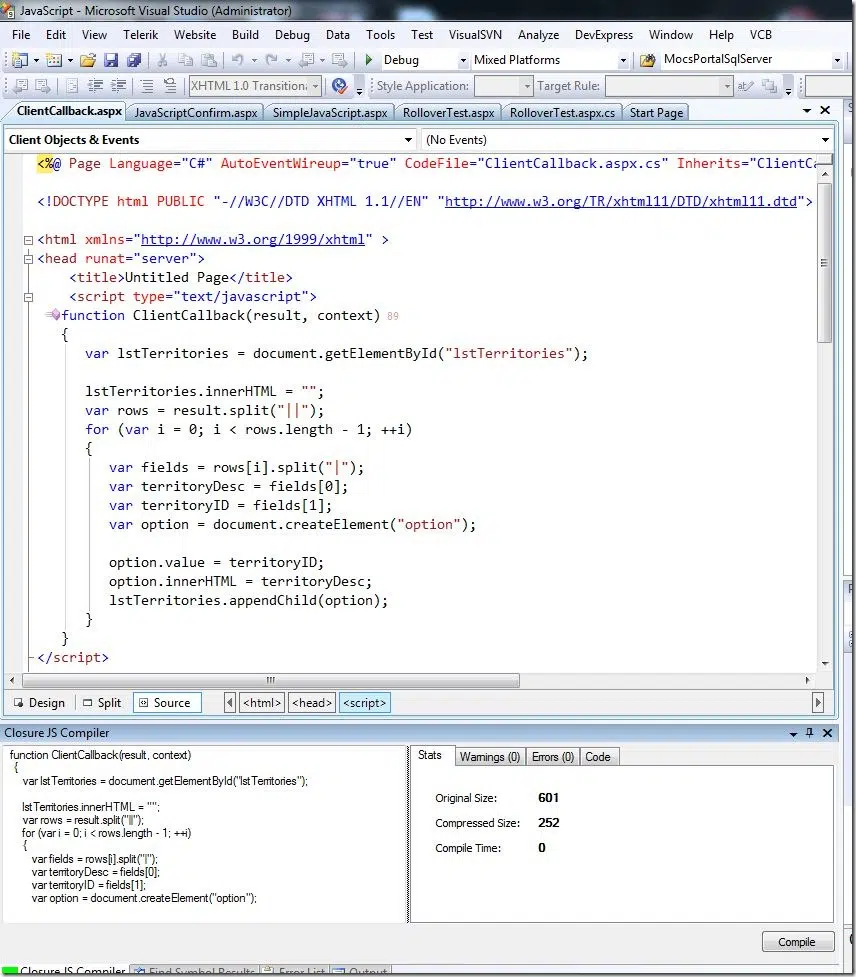 JavaScript - Microsoft Visual Studio (Administrator)
File Edit View Telerik Website Build Debug Data Tools Test VisualSVN Analyze DevExpress Window Help VCB
Debug Mixed Platforms MocsPortalSqlServer
XHTML 1.0 Transitiona Style Application: Target Rule:
ClientCallback.aspx JavaScriptConfirm.aspx SimpleJavaScript.aspx RolloverTest.aspx RolloverTest.aspx.cs Start Page
Client Objects & Events (No Events)
<%@ Page Language="C#" AutoEventWireup="true" CodeFile="ClientCallback.aspx.cs" Inherits="ClientCa
<!DOCTYPE html PUBLIC "-//W3C//DTD XHTML 1.1//EN" "http://www.w3.org/TR/xhtml11/DTD/xhtml11.dtd">
<html xmlns="http://www.w3.org/1999/xhtml" >
<head runat="server">
<title>Untitled Page</title>
<script type="text/javascript">
function ClientCallback(result, context) 89
{
var lstTerritories = document.getElementById("lstTerritories");
lstTerritories.innerHTML = "";
var rows = result.split("||");
for (var i = 0; i < rows.length - 1; ++i)
{
var fields = rows[i].split("|");
var territoryDesc = fields[0];
var territoryID = fields[1];
var option = document.createElement("option");
option.value = territoryID;
option.innerHTML = territoryDesc;
lstTerritories.appendChild(option);
}
}
</script>
Design Split Source <html> <head> <script>
Closure JS Compiler
function ClientCallback(result, context)
{
var lstTerritories = document.getElementById("lstTerritories");
lstTerritories.innerHTML = "";
var rows = result.split("||");
for (var i = 0; i < rows.length - 1; ++i)
{
var fields = rows[i].split("|");
var territoryDesc = fields[0];
var territoryID = fields[1];
var option = document.createElement("option");
Stats Warnings (0) Errors (0) Code
Original Size: 601
Compressed Size: 252
Compile Time: 0
Compile
Closure JS Compiler Find Symbol Results Error List Output